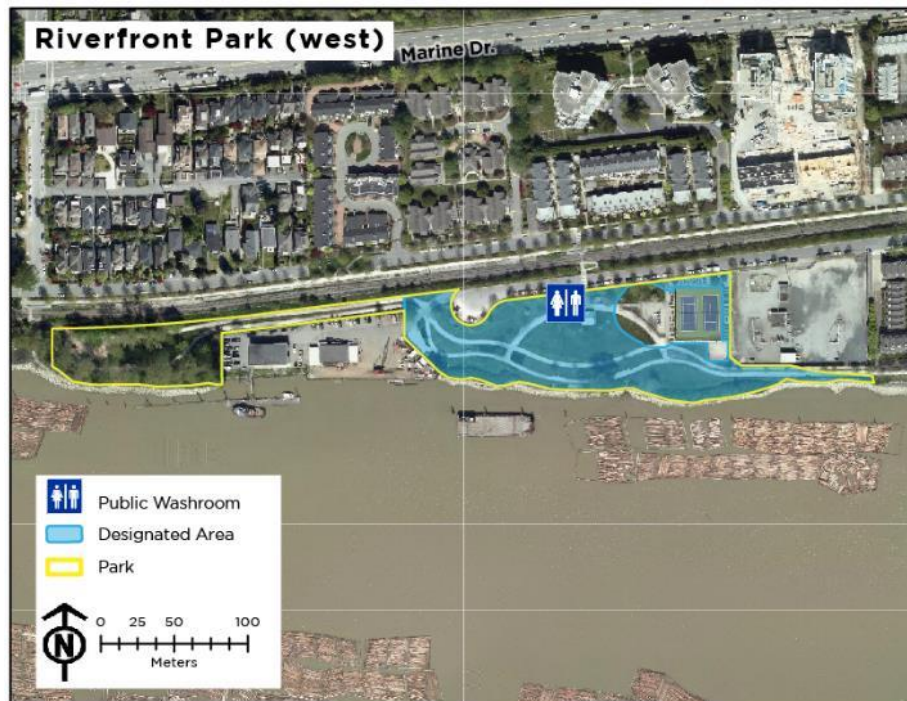 Riverfront Park (west)
Marine Dr.
Public Washroom
Designated Area
Park
N
0 25 50 100
Meters